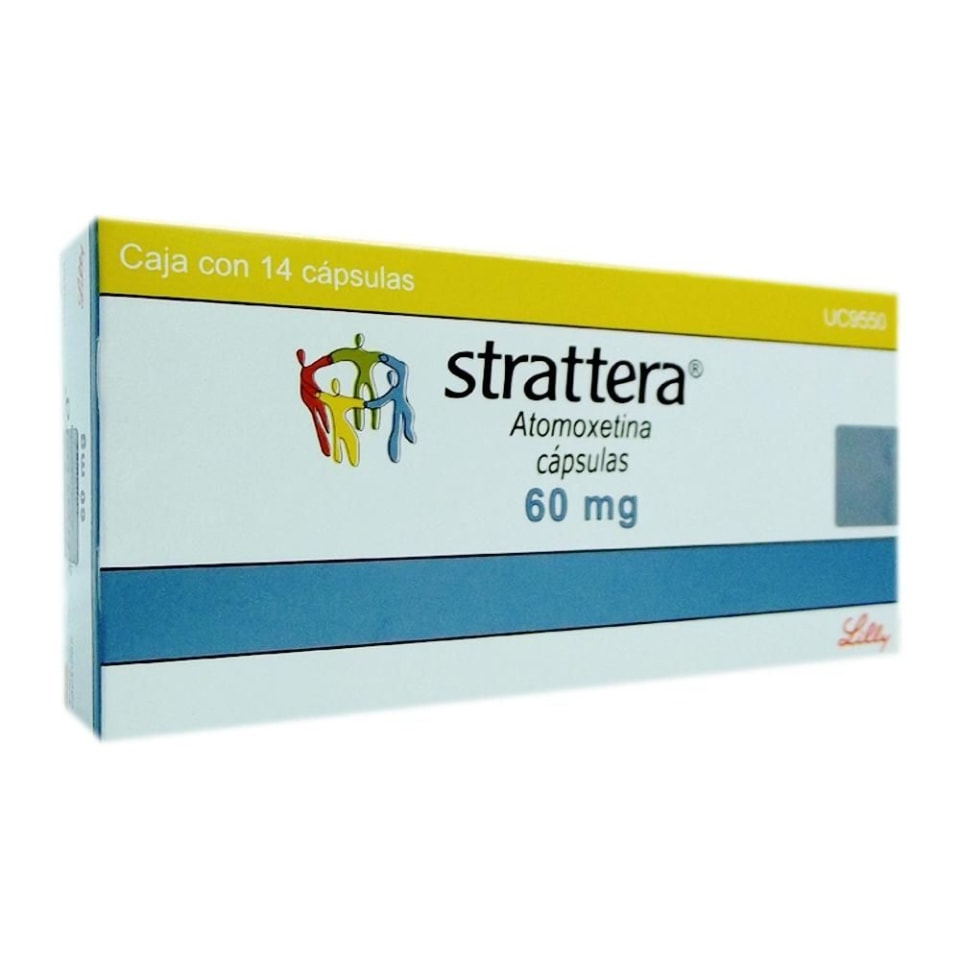 Caja con 14 cápsulas
UC9550
strattera®
Atomoxetina
cápsulas
60 mg
Lilly